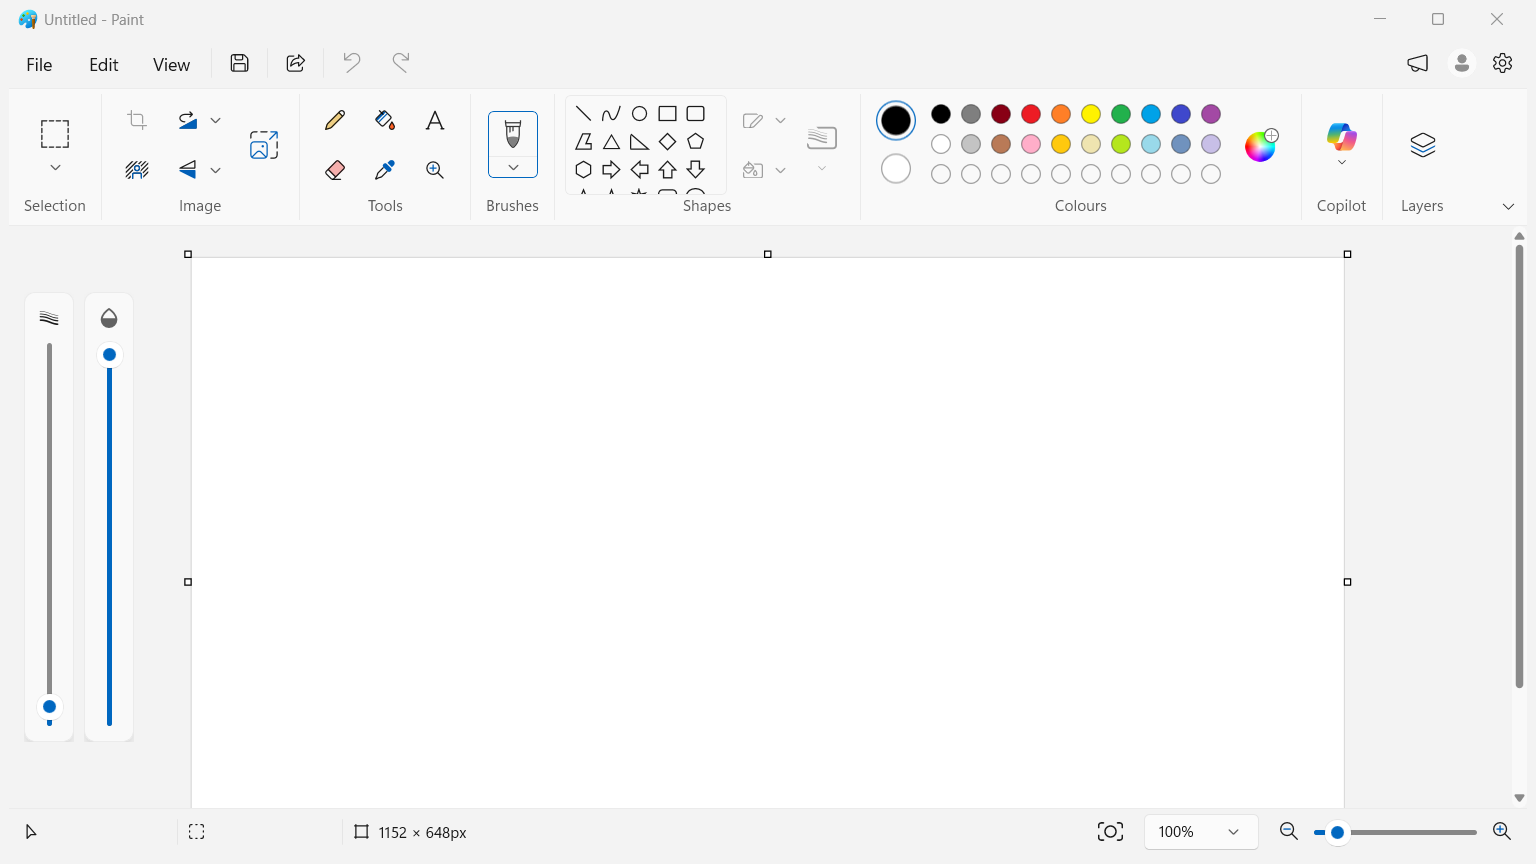 Untitled - Paint
File Edit View
Selection Image Tools Brushes Shapes Colours Copilot Layers
1152 × 648px 100%